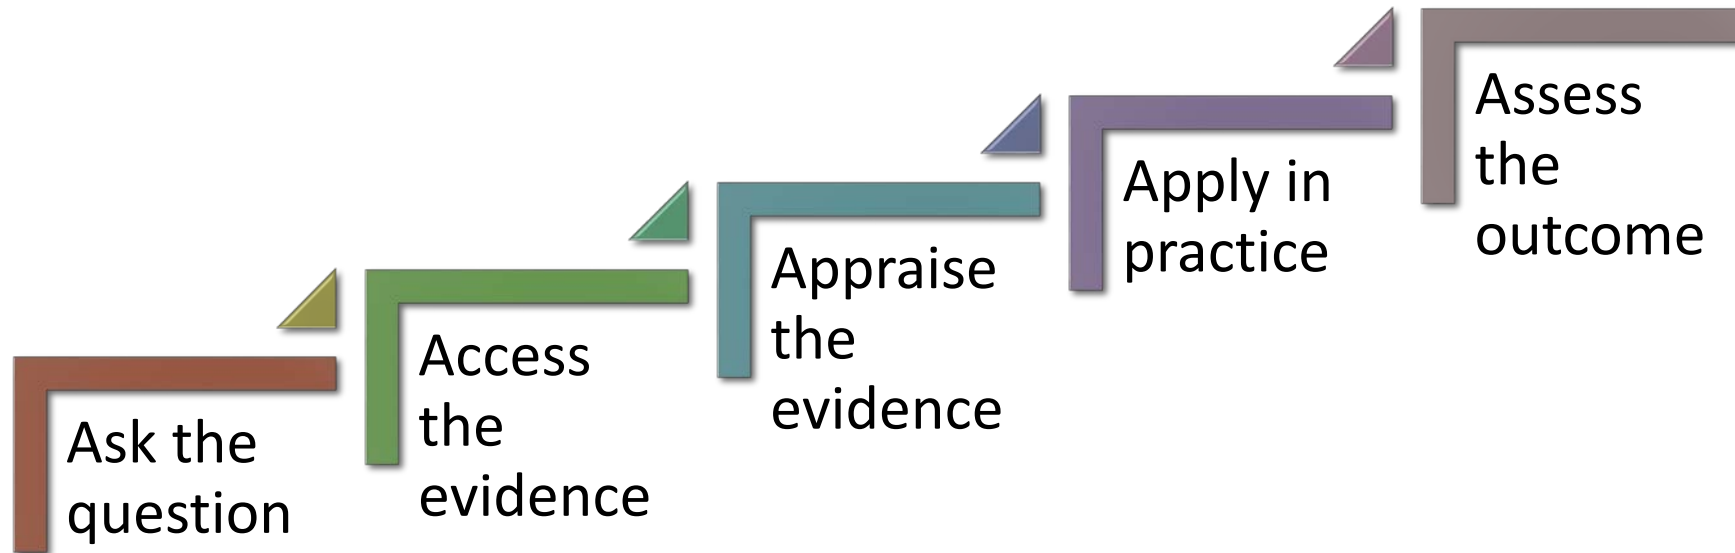 Ask the
question
Access
the
evidence
Appraise
the
evidence
Apply in
practice
Assess
the
outcome